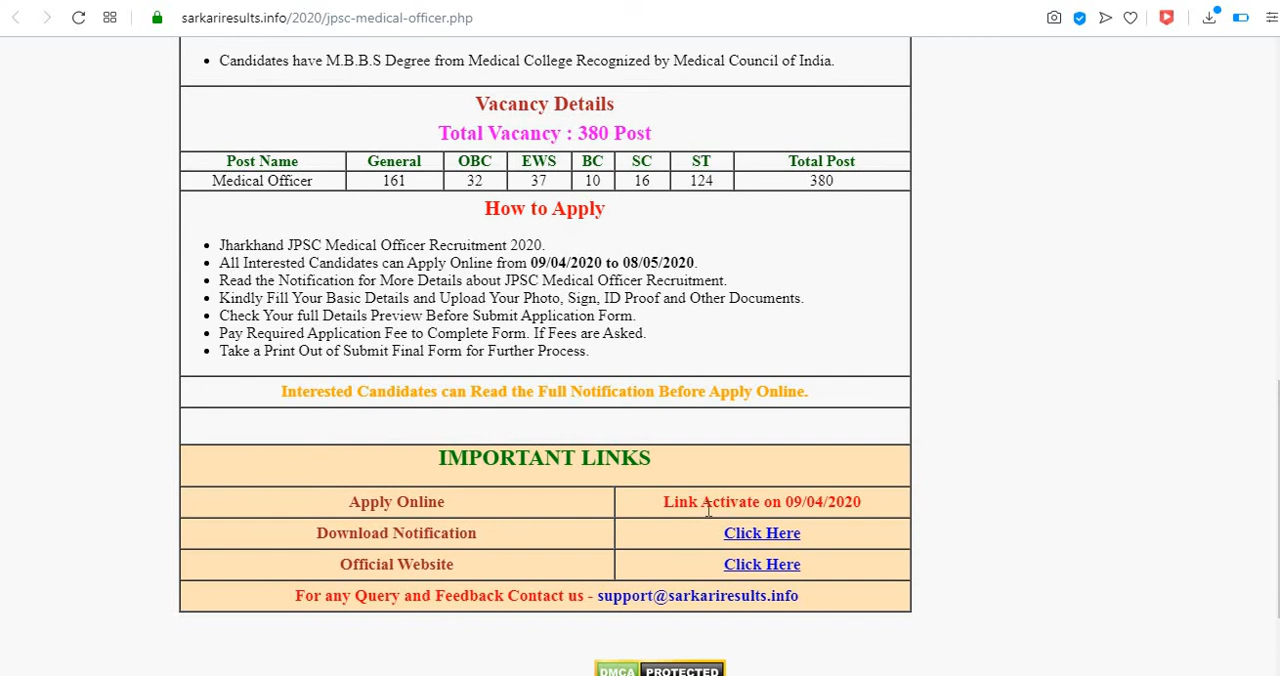 sarkariresults.info/2020/jpsc-medical-officer.php
Candidates have M.B.B.S Degree from Medical College Recognized by Medical Council of India.
Vacancy Details
Total Vacancy : 380 Post
Post Name General OBC EWS BC SC ST Total Post
Medical Officer 161 32 37 10 16 124 380
How to Apply
Jharkhand JPSC Medical Officer Recruitment 2020.
All Interested Candidates can Apply Online from 09/04/2020 to 08/05/2020.
Read the Notification for More Details about JPSC Medical Officer Recruitment.
Kindly Fill Your Basic Details and Upload Your Photo, Sign, ID Proof and Other Documents.
Check Your full Details Preview Before Submit Application Form.
Pay Required Application Fee to Complete Form. If Fees are Asked.
Take a Print Out of Submit Final Form for Further Process.
Interested Candidates can Read the Full Notification Before Apply Online.
IMPORTANT LINKS
Apply Online Link Activate on 09/04/2020
Download Notification Click Here
Official Website Click Here
For any Query and Feedback Contact us - support@sarkariresults.info
DMCA PROTECTED